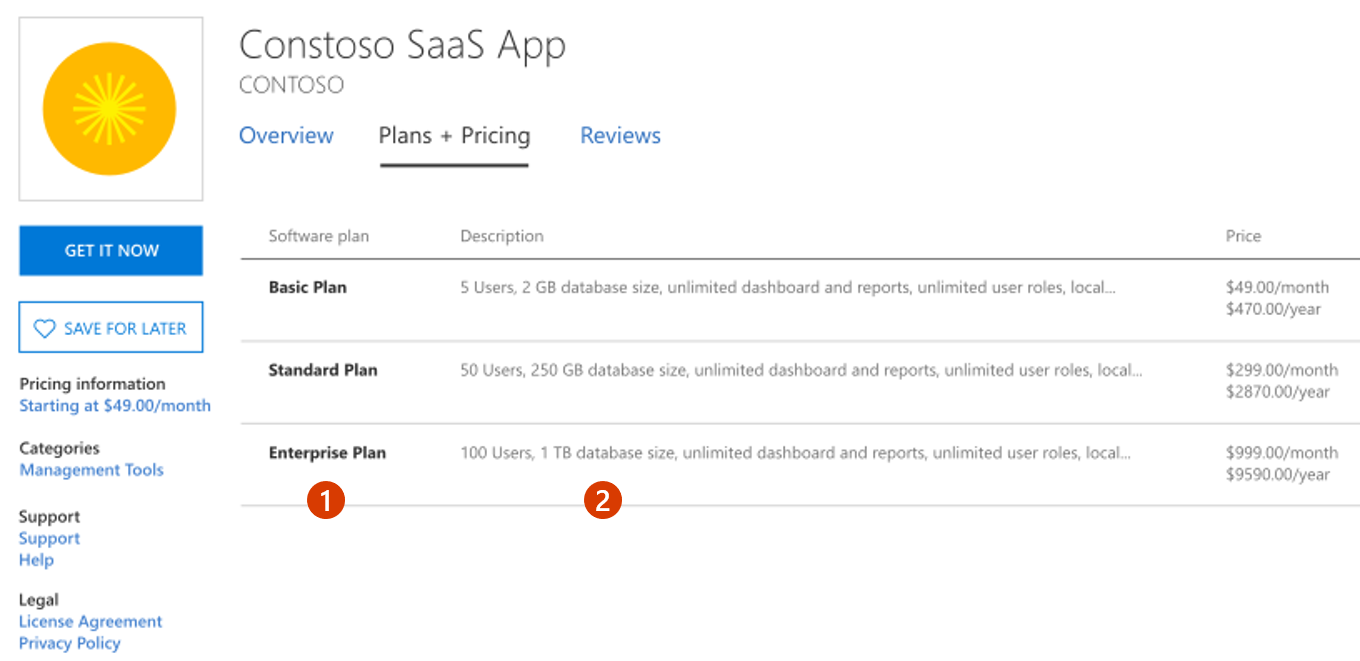 Constoso SaaS App
CONTOSO
Overview Plans + Pricing Reviews
GET IT NOW
SAVE FOR LATER
Pricing information
Starting at $49.00/month
Categories
Management Tools
Support
Support
Help
Legal
License Agreement
Privacy Policy
Software plan Description Price
Basic Plan 5 Users, 2 GB database size, unlimited dashboard and reports, unlimited user roles, local... $49.00/month
$470.00/year
Standard Plan 50 Users, 250 GB database size, unlimited dashboard and reports, unlimited user roles, local... $299.00/month
$2870.00/year
Enterprise Plan 100 Users, 1 TB database size, unlimited dashboard and reports, unlimited user roles, local... $999.00/month
$9590.00/year
1 2